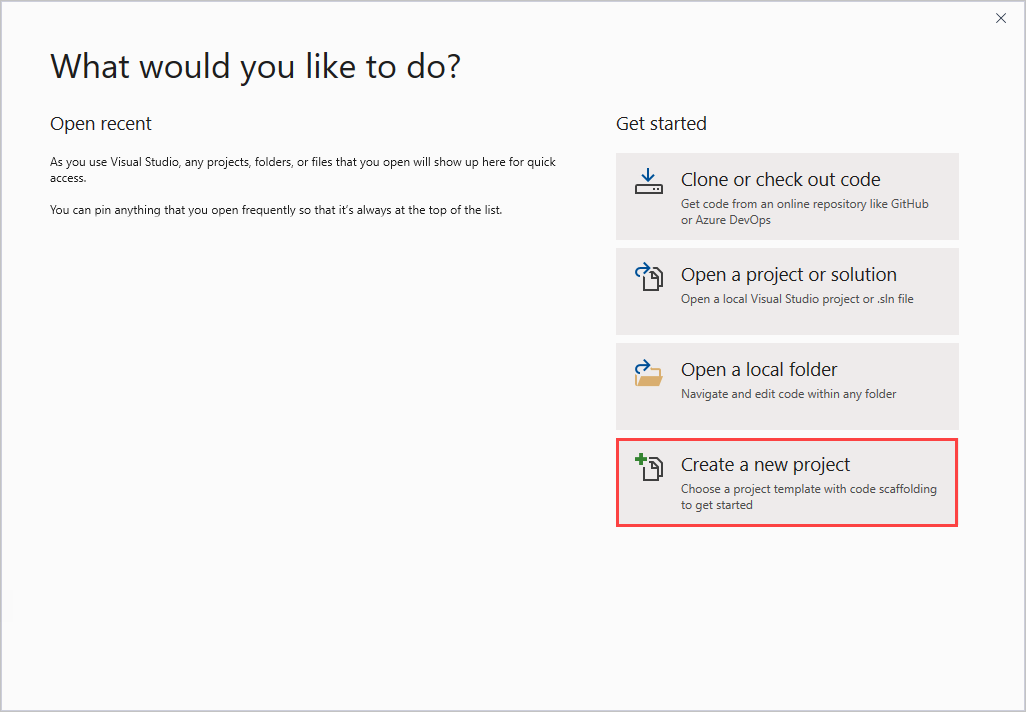 What would you like to do?
Open recent
As you use Visual Studio, any projects, folders, or files that you open will show up here for quick
access.
You can pin anything that you open frequently so that it's always at the top of the list.
Get started
Clone or check out code
Get code from an online repository like GitHub
or Azure DevOps
Open a project or solution
Open a local Visual Studio project or .sln file
Open a local folder
Navigate and edit code within any folder
Create a new project
Choose a project template with code scaffolding
to get started